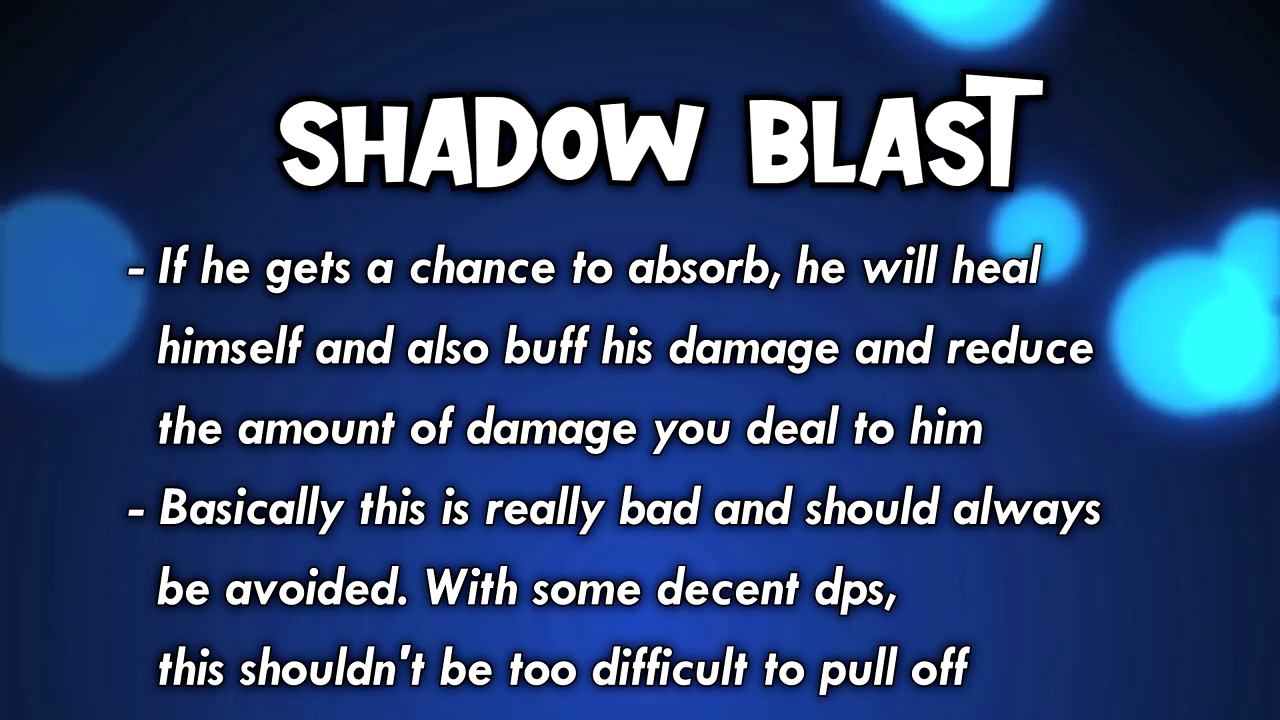 SHADOW BLAST
- If he gets a chance to absorb, he will heal
himself and also buff his damage and reduce
the amount of damage you deal to him
- Basically this is really bad and should always
be avoided. With some decent dps,
this shouldn't be too difficult to pull off